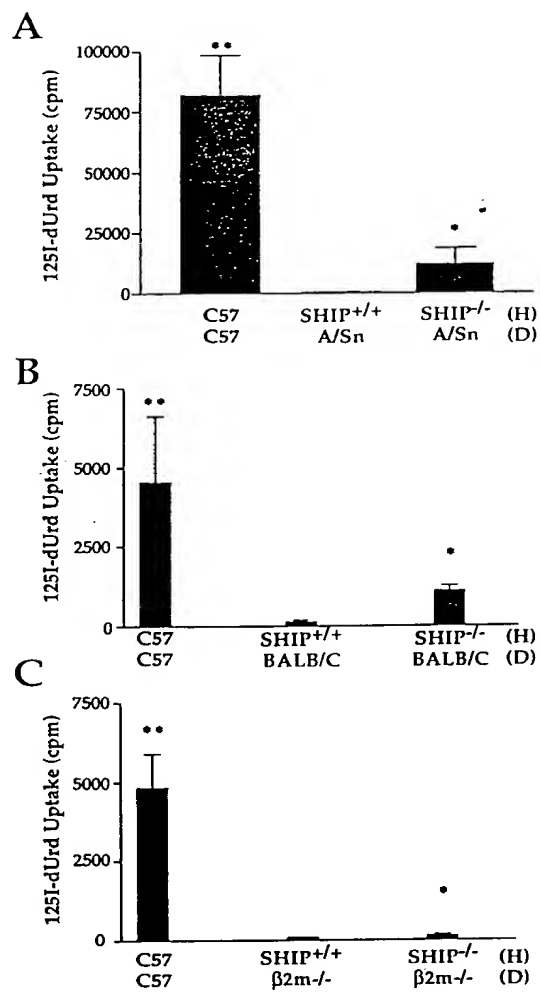 A
125I-dUrd Uptake (cpm)
100000
75000
50000
25000
0
**
*
C57 SHIP+/+ SHIP-/- (H)
C57 A/Sn A/Sn (D)
B
125I-dUrd Uptake (cpm)
7500
5000
2500
0
**
*
C57 SHIP+/+ SHIP-/- (H)
C57 BALB/C BALB/C (D)
C
125I-dUrd Uptake (cpm)
7500
5000
2500
0
**
*
C57 SHIP+/+ SHIP-/- (H)
C57 β2m-/- β2m-/- (D)